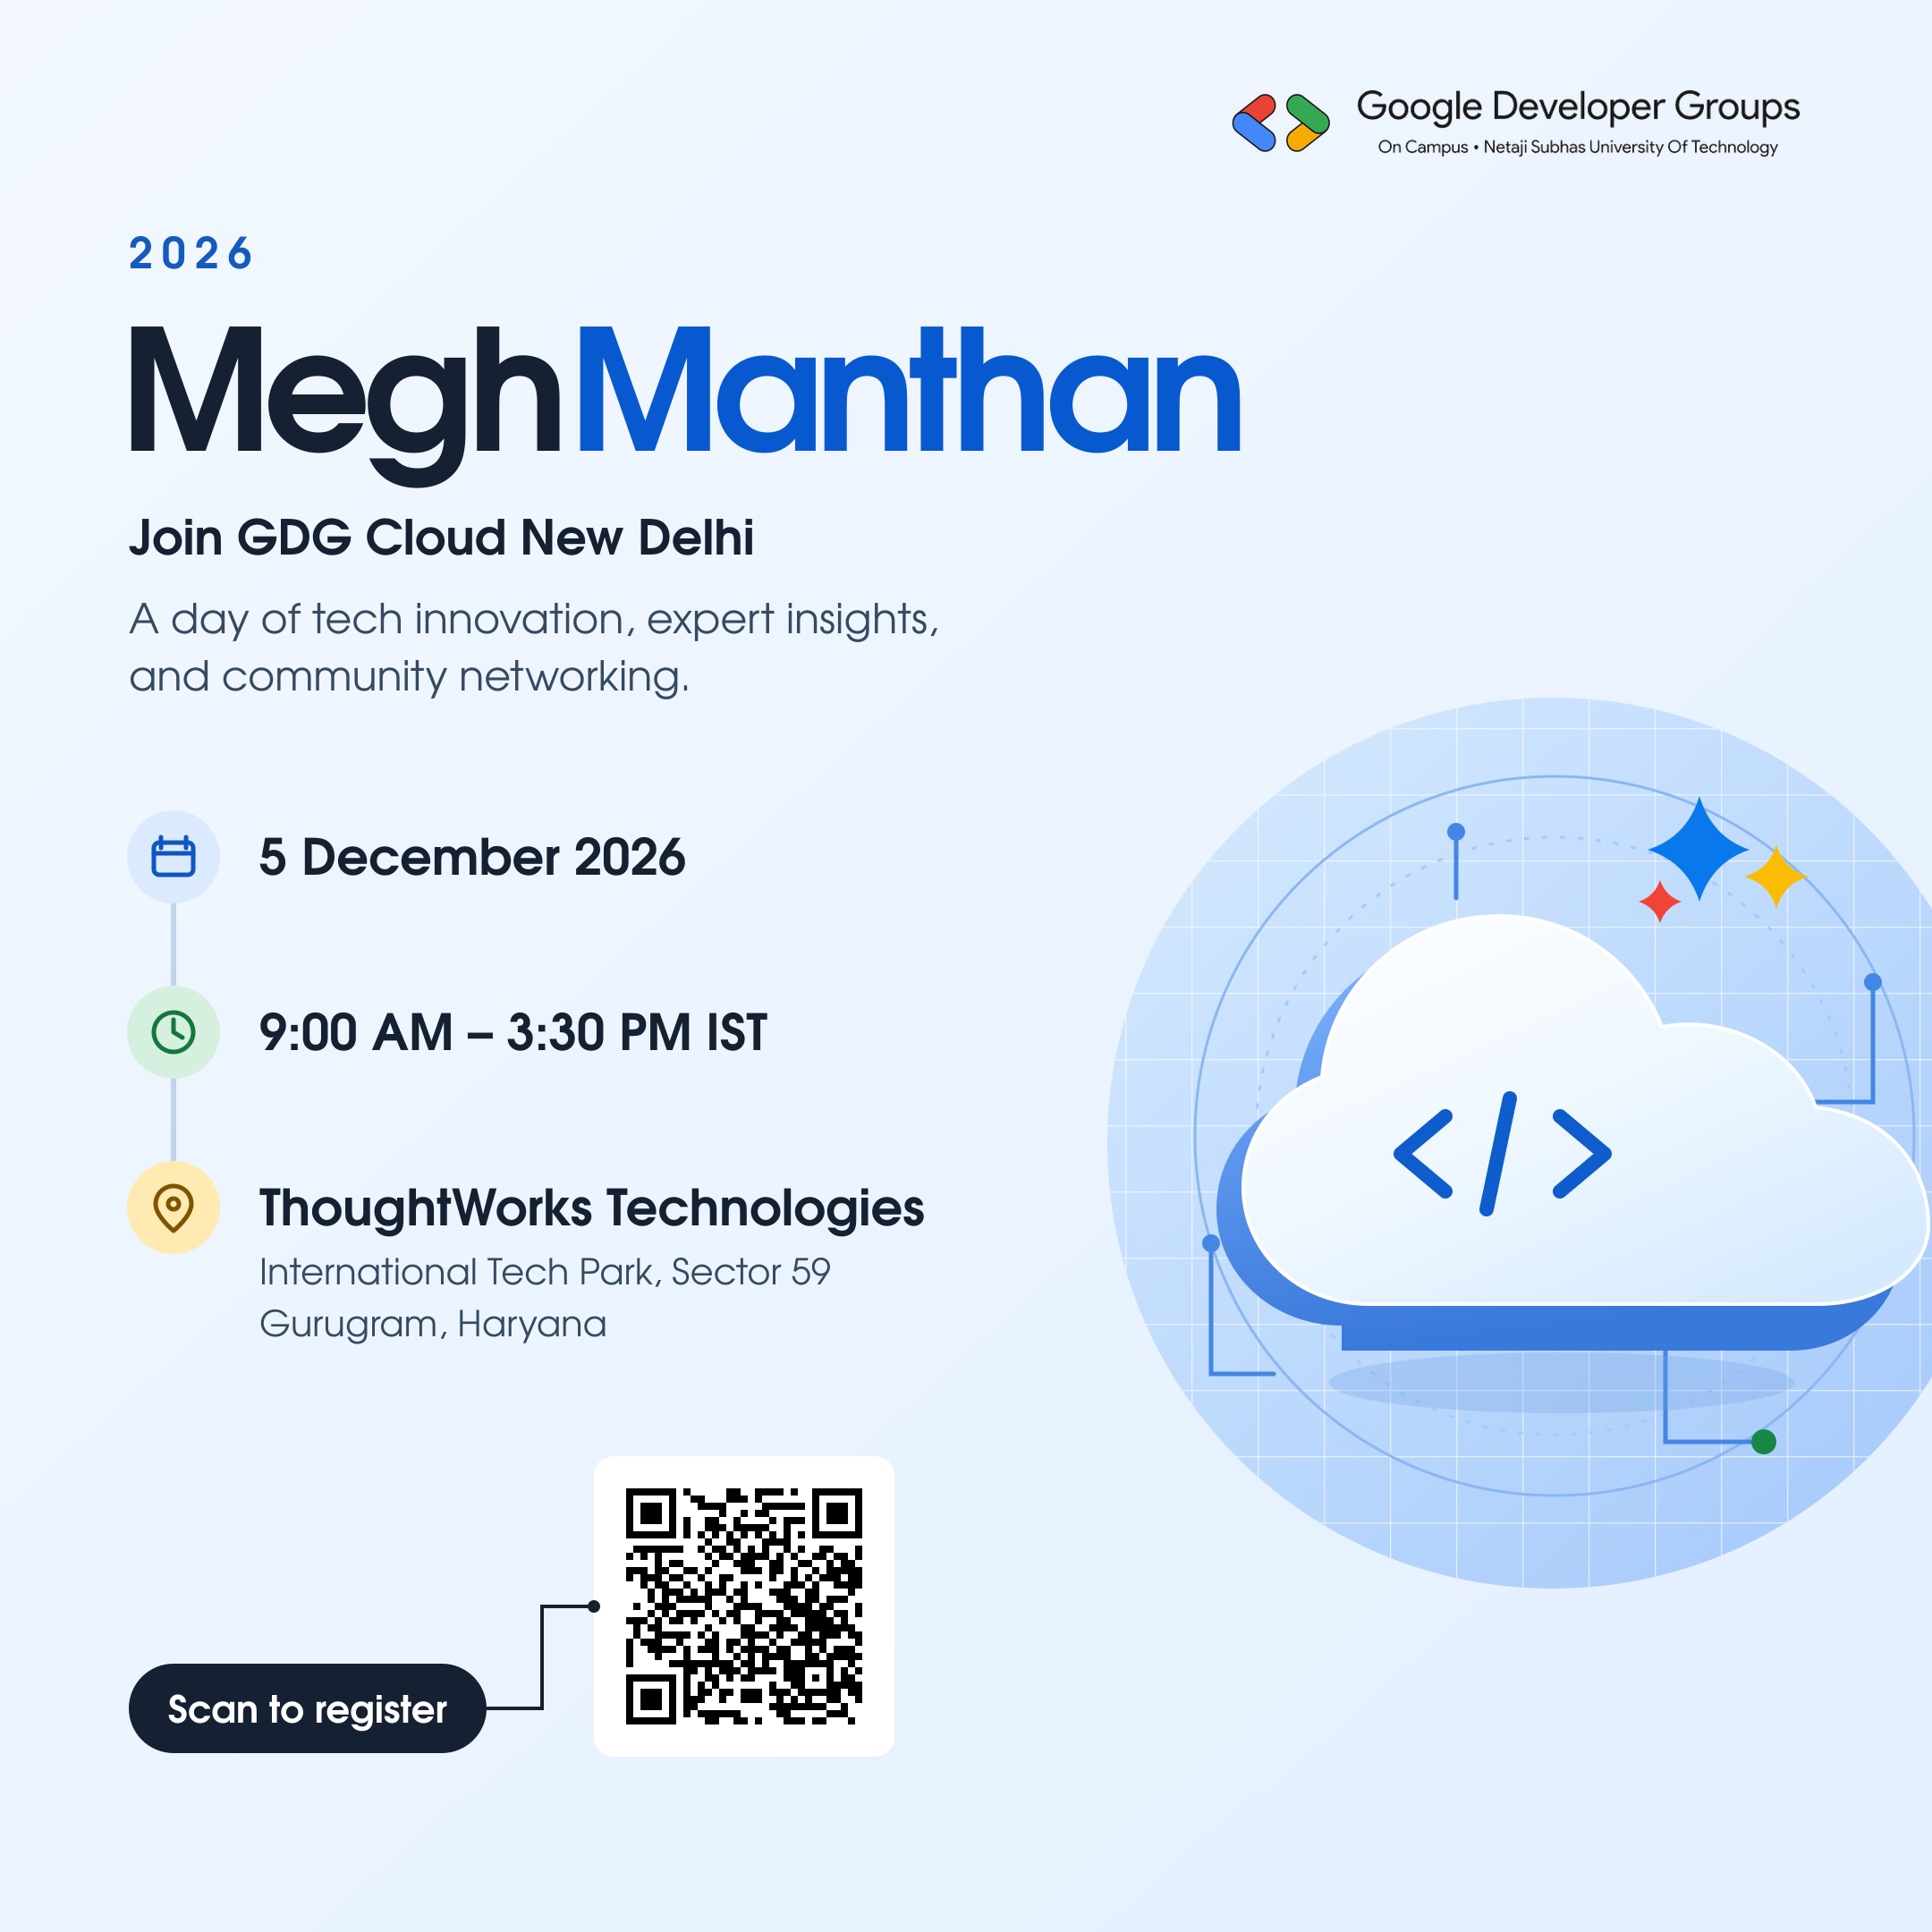 Google Developer Groups
On Campus • Netaji Subhas University Of Technology
2026
MeghManthan
Join GDG Cloud New Delhi
A day of tech innovation, expert insights,
and community networking.
5 December 2026
9:00 AM – 3:30 PM IST
ThoughtWorks Technologies
International Tech Park, Sector 59
Gurugram, Haryana
</>
Scan to register